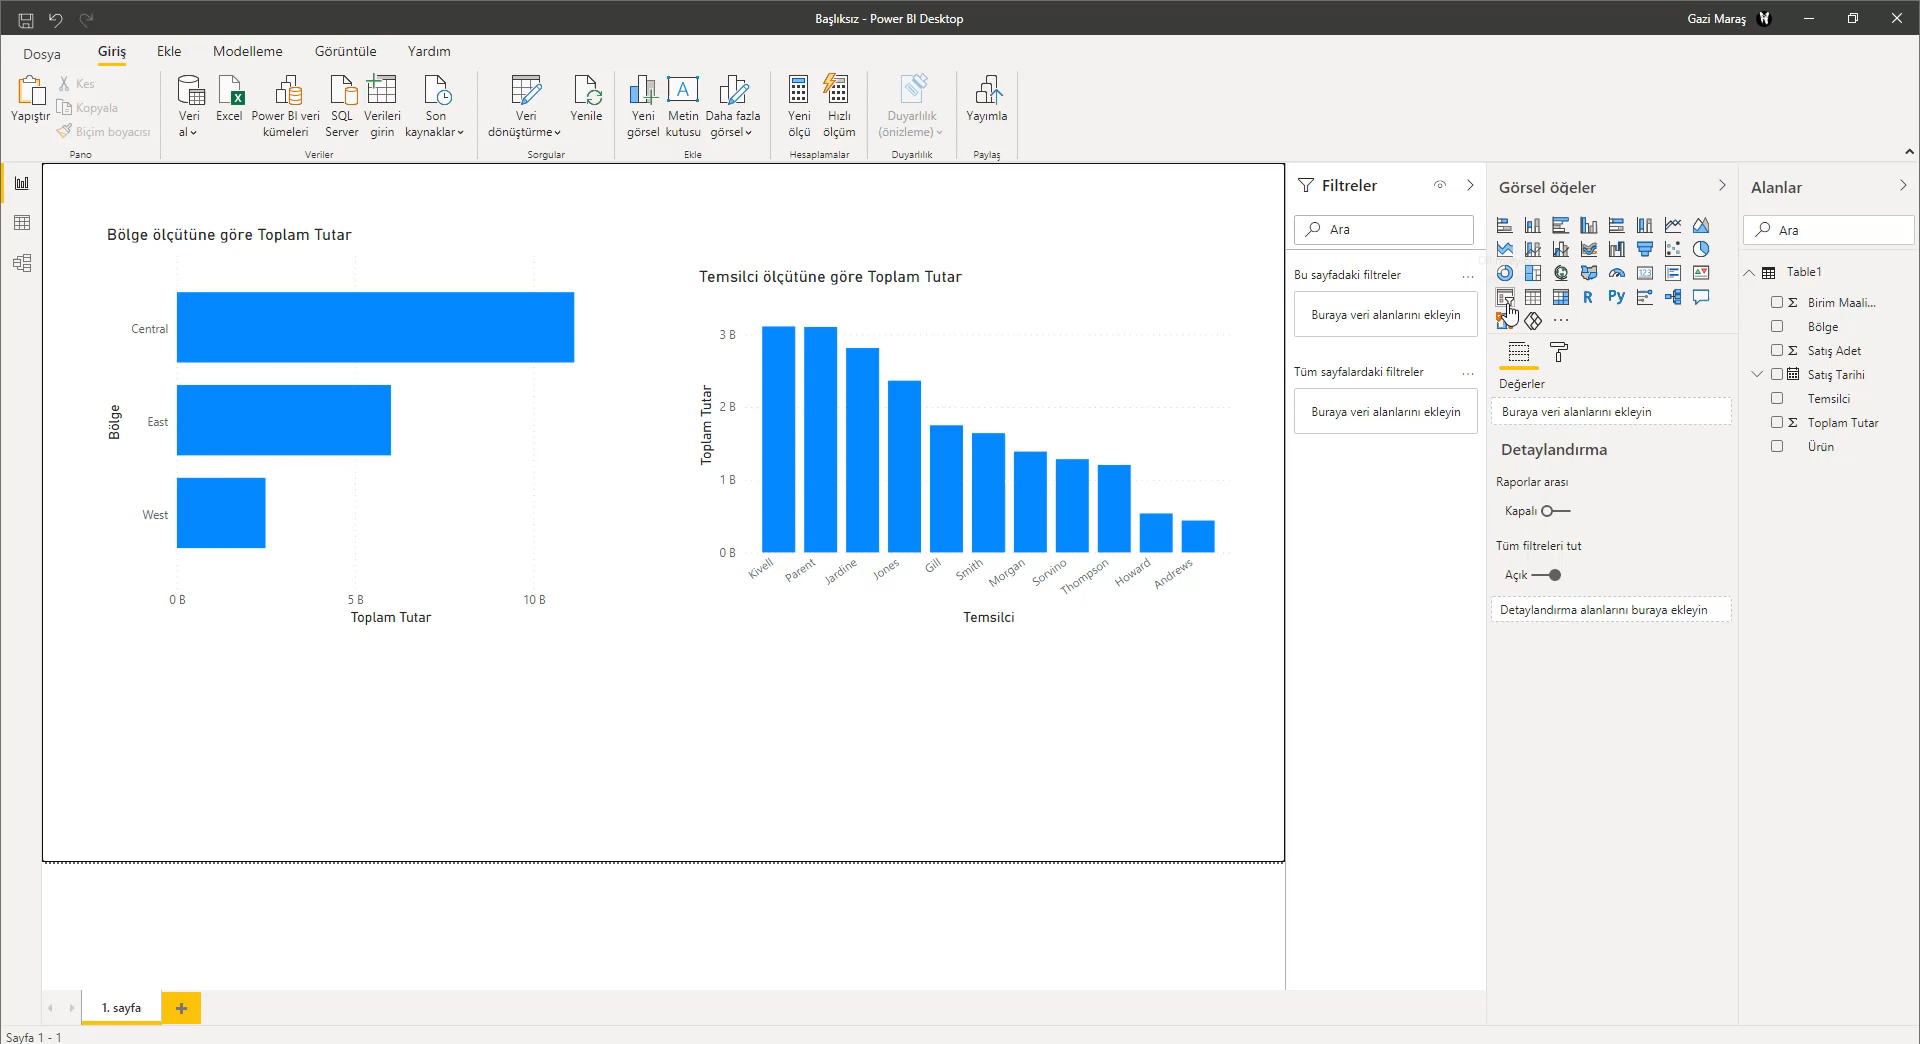 Başlıksız - Power BI Desktop
Gazi Maraş
Dosya
Giriş
Ekle
Modelleme
Görüntüle
Yardım
Yapıştır
Kes
Kopyala
Biçim boyacısı
Pano
Veri
al
Excel
Power BI veri
kümeleri
SQL
Server
Verileri
girin
Son
kaynaklar
Veriler
Veri
dönüştürme
Yenile
Sorgular
Yeni
görsel
Metin
kutusu
Daha fazla
görsel
Ekle
Yeni
ölçü
Hızlı
ölçüm
Hesaplamalar
Duyarlılık
(önizleme)
Duyarlılık
Yayımla
Paylaş
Bölge ölçütüne göre Toplam Tutar
Bölge
Central
East
West
0 B
5 B
10 B
Toplam Tutar
Temsilci ölçütüne göre Toplam Tutar
Toplam Tutar
3 B
2 B
1 B
0 B
Kivell
Parent
Jardine
Jones
Gill
Smith
Morgan
Sorvino
Thompson
Howard
Andrews
Temsilci
Filtreler
Ara
Bu sayfadaki filtreler
...
Buraya veri alanlarını ekleyin
Tüm sayfalardaki filtreler
...
Buraya veri alanlarını ekleyin
Görsel öğeler
R
Py
123
...
Değerler
Buraya veri alanlarını ekleyin
Detaylandırma
Raporlar arası
Kapalı
Tüm filtreleri tut
Açık
Detaylandırma alanlarını buraya ekleyin
Alanlar
Ara
Table1
Σ Birim Maali...
Bölge
Σ Satış Adet
Satış Tarihi
Temsilci
Σ Toplam Tutar
Ürün
1. sayfa
+
Sayfa 1 - 1